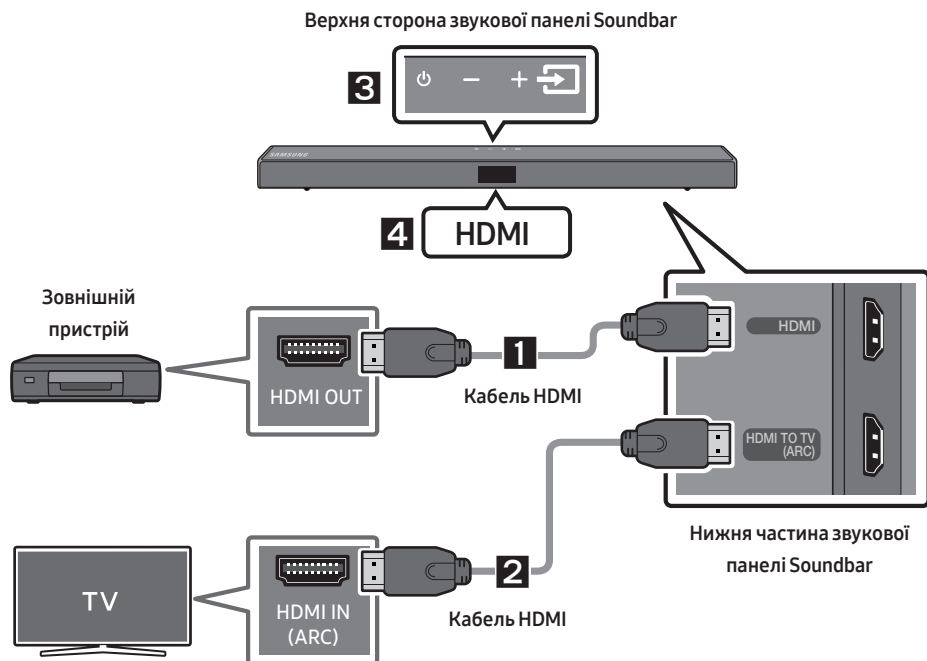 Верхня сторона звукової панелі Soundbar
3
SAMSUNG
4
HDMI
Зовнішній
пристрій
HDMI OUT
1
Кабель HDMI
HDMI
HDMI TO TV
(ARC)
Нижня частина звукової
панелі Soundbar
TV
HDMI IN
(ARC)
2
Кабель HDMI